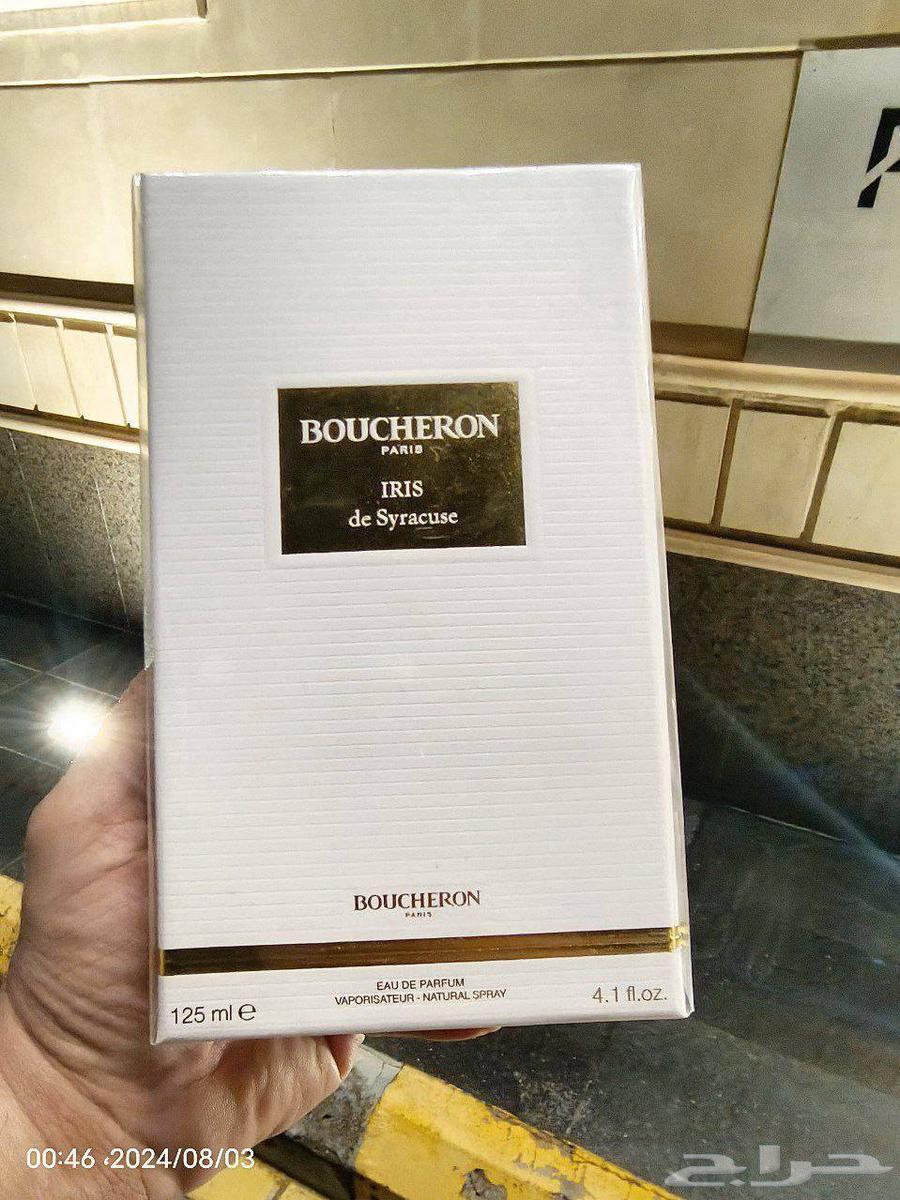 BOUCHERON
PARIS
IRIS
de Syracuse
BOUCHERON
PARIS
EAU DE PARFUM
VAPORISATEUR - NATURAL SPRAY
125 ml e
4.1 fl.oz.
00:46 ،2024/08/03
حراج